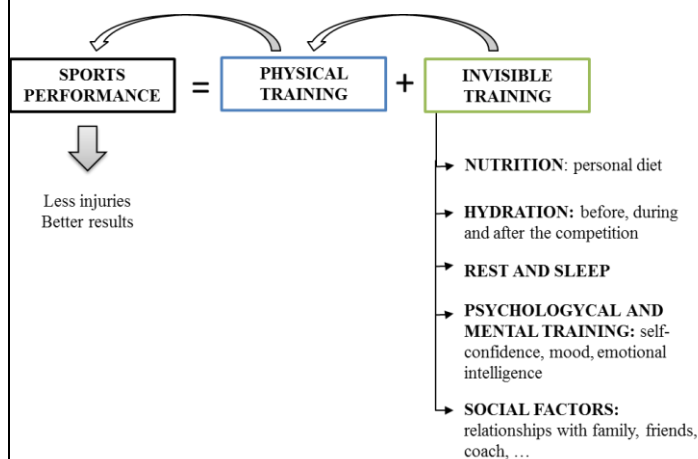 SPORTS
PERFORMANCE
=
PHYSICAL
TRAINING
+
INVISIBLE
TRAINING
Less injuries
Better results
NUTRITION: personal diet
HYDRATION: before, during
and after the competition
REST AND SLEEP
PSYCHOLOGYCAL AND
MENTAL TRAINING: self-
confidence, mood, emotional
intelligence
SOCIAL FACTORS:
relationships with family, friends,
coach, …